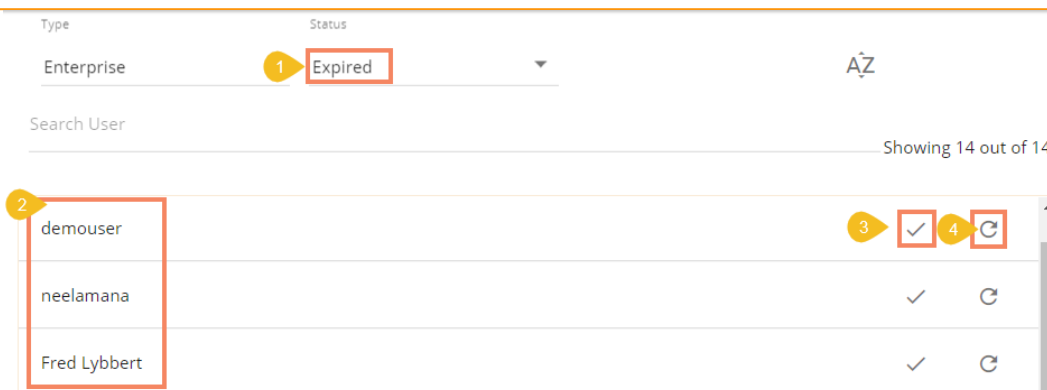 Type Status
Enterprise 1 Expired
AZ
Search User
Showing 14 out of 14
2
demouser 3 4
neelamana
Fred Lybbert